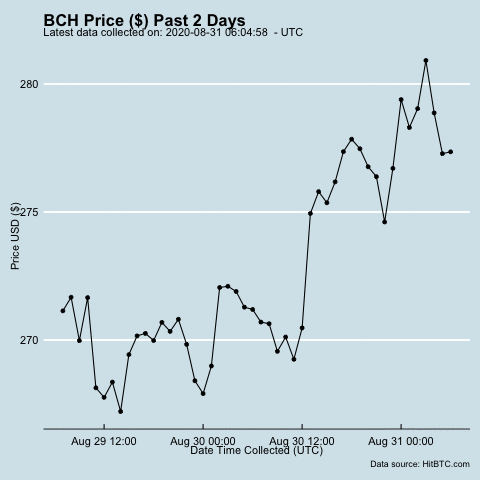 BCH Price ($) Past 2 Days
Latest data collected on: 2020-08-31 06:04:58 - UTC
280
275
270
Price USD ($)
Aug 29 12:00 Aug 30 00:00 Aug 30 12:00 Aug 31 00:00
Date Time Collected (UTC)
Data source: HitBTC.com